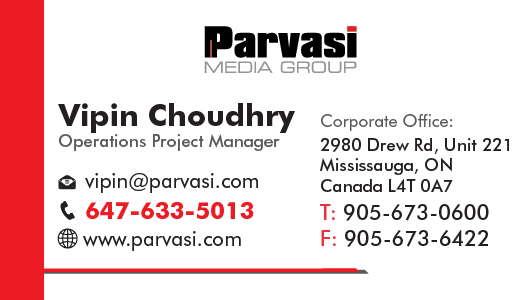 Parvasi
MEDIA GROUP
Vipin Choudhry
Operations Project Manager
vipin@parvasi.com
647-633-5013
www.parvasi.com
Corporate Office:
2980 Drew Rd, Unit 221
Mississauga, ON
Canada L4T 0A7
T: 905-673-0600
F: 905-673-6422